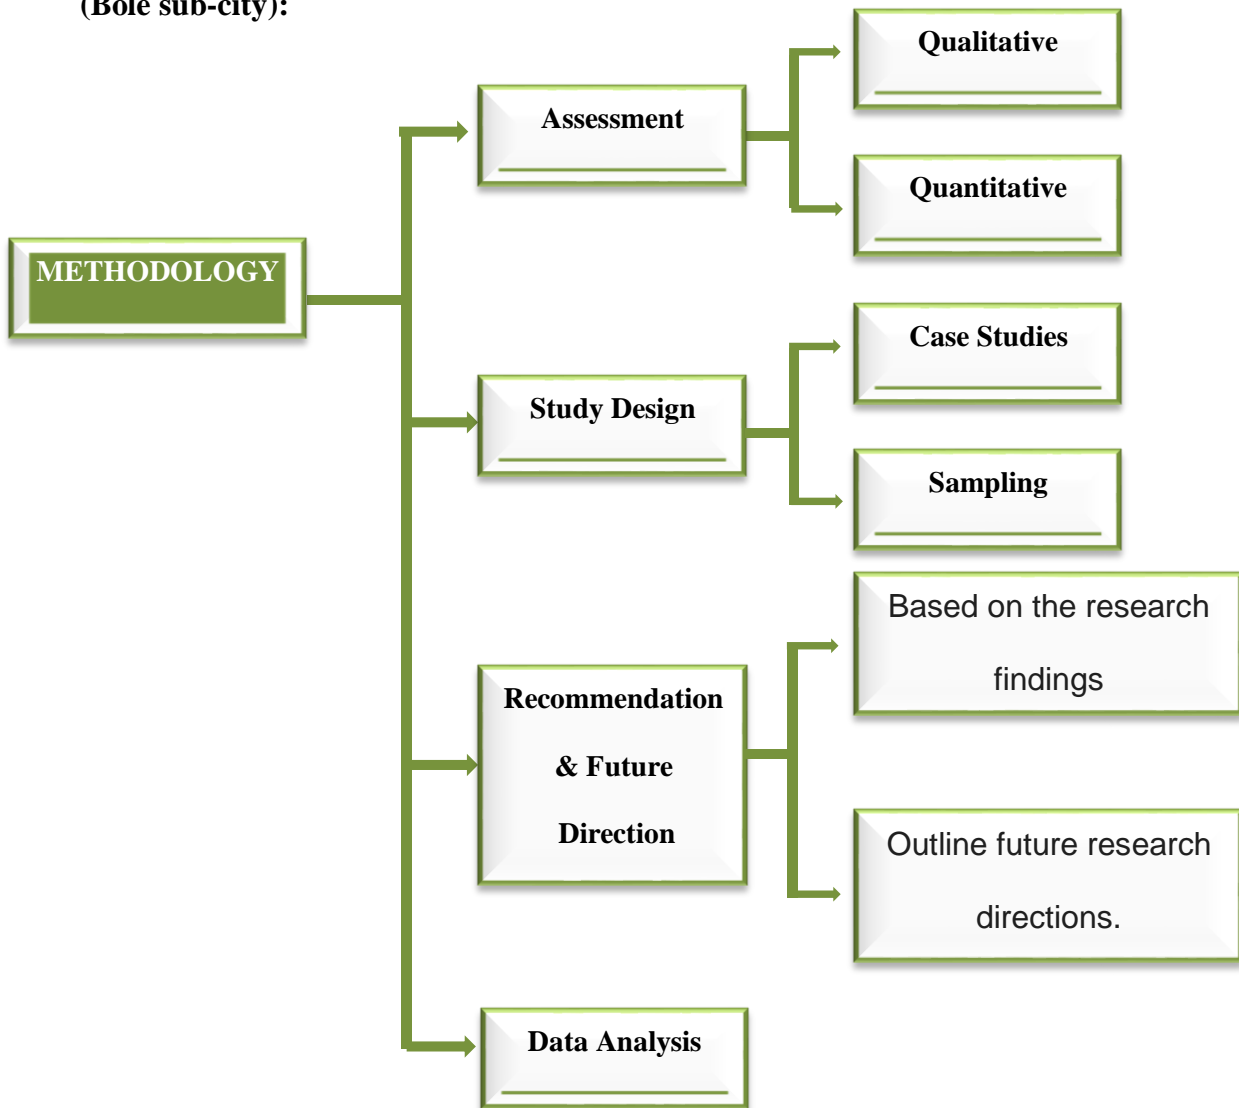 (Bole sub-city):
METHODOLOGY
Assessment
Qualitative
Quantitative
Study Design
Case Studies
Sampling
Recommendation
& Future
Direction
Based on the research
findings
Outline future research
directions.
Data Analysis